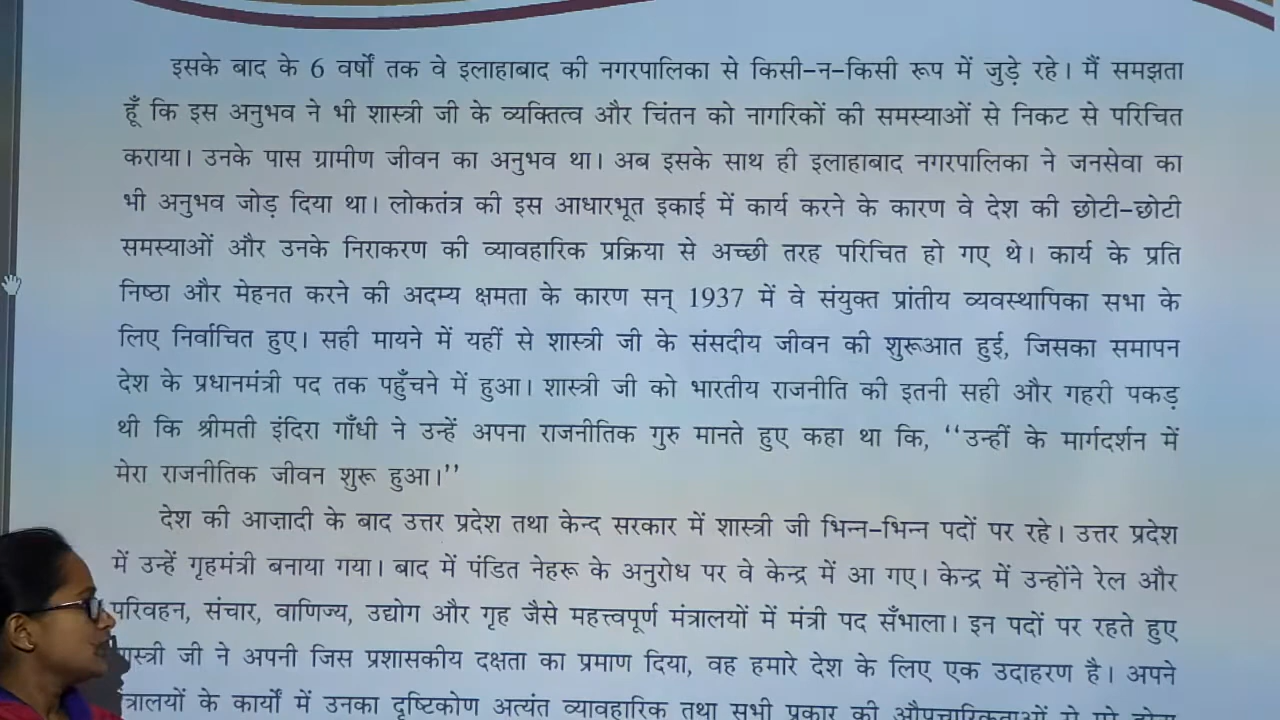 इसके बाद के 6 वर्षों तक वे इलाहाबाद की नगरपालिका से किसी-न-किसी रूप में जुड़े रहे। मैं समझता
हूँ कि इस अनुभव ने भी शास्त्री जी के व्यक्तित्व और चिंतन को नागरिकों की समस्याओं से निकट से परिचित
कराया। उनके पास ग्रामीण जीवन का अनुभव था। अब इसके साथ ही इलाहाबाद नगरपालिका ने जनसेवा का
भी अनुभव जोड़ दिया था। लोकतंत्र की इस आधारभूत इकाई में कार्य करने के कारण वे देश की छोटी-छोटी
समस्याओं और उनके निराकरण की व्यावहारिक प्रक्रिया से अच्छी तरह परिचित हो गए थे। कार्य के प्रति
निष्ठा और मेहनत करने की अदम्य क्षमता के कारण सन् 1937 में वे संयुक्त प्रांतीय व्यवस्थापिका सभा के
लिए निर्वाचित हुए। सही मायने में यहीं से शास्त्री जी के संसदीय जीवन की शुरूआत हुई, जिसका समापन
देश के प्रधानमंत्री पद तक पहुँचने में हुआ। शास्त्री जी को भारतीय राजनीति की इतनी सही और गहरी पकड़
थी कि श्रीमती इंदिरा गाँधी ने उन्हें अपना राजनीतिक गुरु मानते हुए कहा था कि, ‘‘उन्हीं के मार्गदर्शन में
मेरा राजनीतिक जीवन शुरू हुआ।’’
देश की आज़ादी के बाद उत्तर प्रदेश तथा केन्द सरकार में शास्त्री जी भिन्न-भिन्न पदों पर रहे। उत्तर प्रदेश
में उन्हें गृहमंत्री बनाया गया। बाद में पंडित नेहरू के अनुरोध पर वे केन्द्र में आ गए। केन्द्र में उन्होंने रेल और
परिवहन, संचार, वाणिज्य, उद्योग और गृह जैसे महत्त्वपूर्ण मंत्रालयों में मंत्री पद सँभाला। इन पदों पर रहते हुए
जी ने अपनी जिस प्रशासकीय दक्षता का प्रमाण दिया, वह हमारे देश के लिए एक उदाहरण है। अपने
के कार्यों में उनका दृष्टिकोण अत्यंत व्यावहारिक तथा सभी प्रकार की